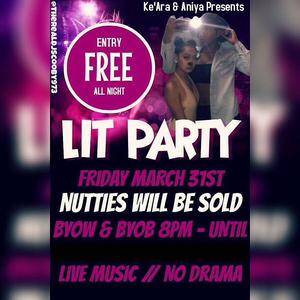 Ke'Ara & Aniya Presents
@THEREALDJSCOOBY973
ENTRY
FREE
ALL NIGHT
LIT PARTY
FRIDAY MARCH 31ST
NUTTIES WILL BE SOLD
BYOW & BYOB 8PM - UNTIL
LIVE MUSIC // NO DRAMA